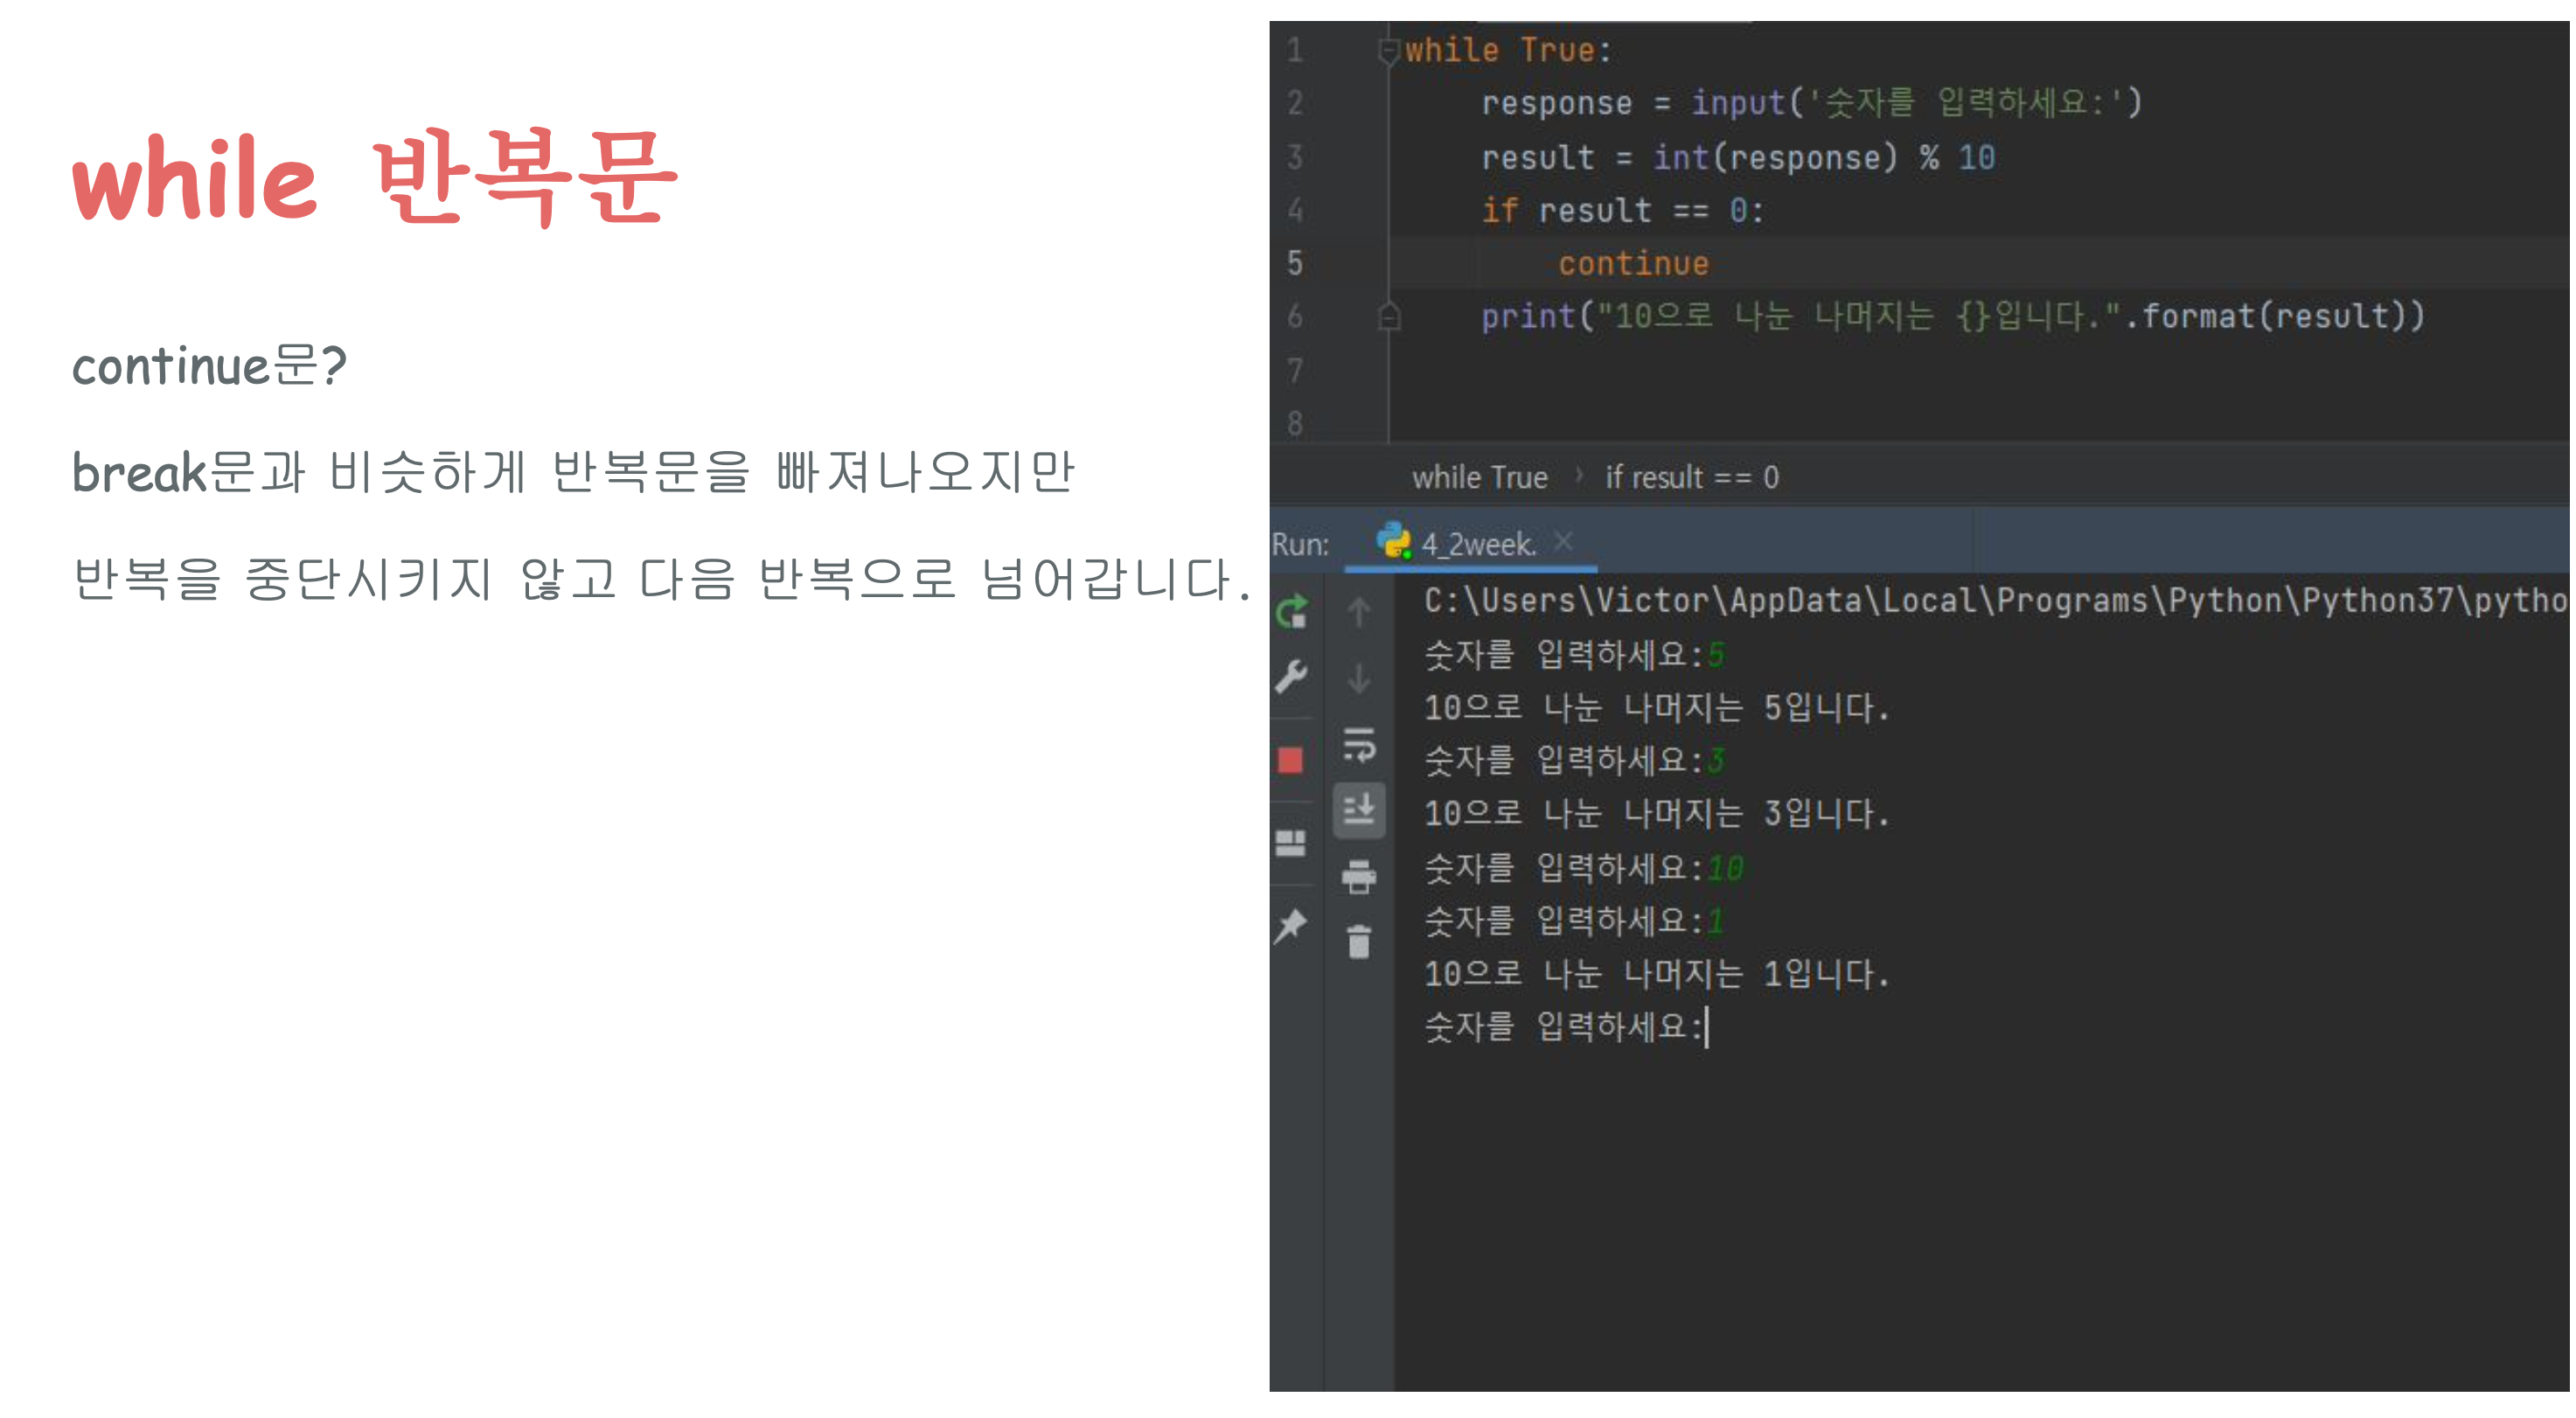 while 반복문
continue문?
break문과 비슷하게 반복문을 빠져나오지만
반복을 중단시키지 않고 다음 반복으로 넘어갑니다.
1 while True:
2 response = input('숫자를 입력하세요:')
3 result = int(response) % 10
4 if result == 0:
5 continue
6 print("10으로 나눈 나머지는 {}입니다.".format(result))
7
8
while True › if result == 0
Run: 4_2week. ×
C:\Users\Victor\AppData\Local\Programs\Python\Python37\pytho
숫자를 입력하세요:5
10으로 나눈 나머지는 5입니다.
숫자를 입력하세요:3
10으로 나눈 나머지는 3입니다.
숫자를 입력하세요:10
숫자를 입력하세요:1
10으로 나눈 나머지는 1입니다.
숫자를 입력하세요: